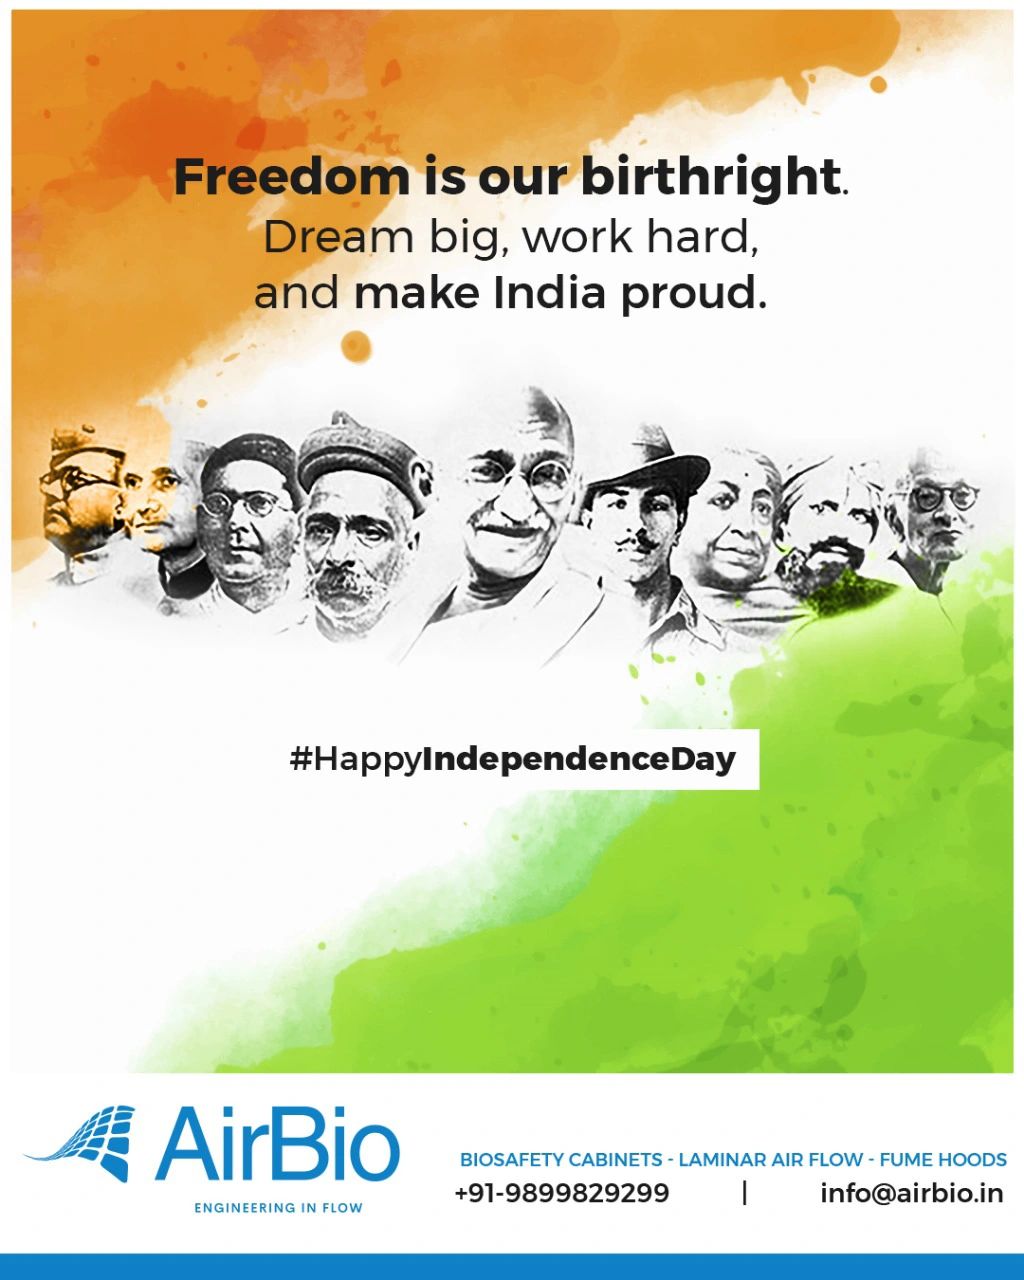 Freedom is our birthright.
Dream big, work hard,
and make India proud.
#HappyIndependenceDay
AirBio
ENGINEERING IN FLOW
BIOSAFETY CABINETS - LAMINAR AIR FLOW - FUME HOODS
+91-9899829299 | info@airbio.in